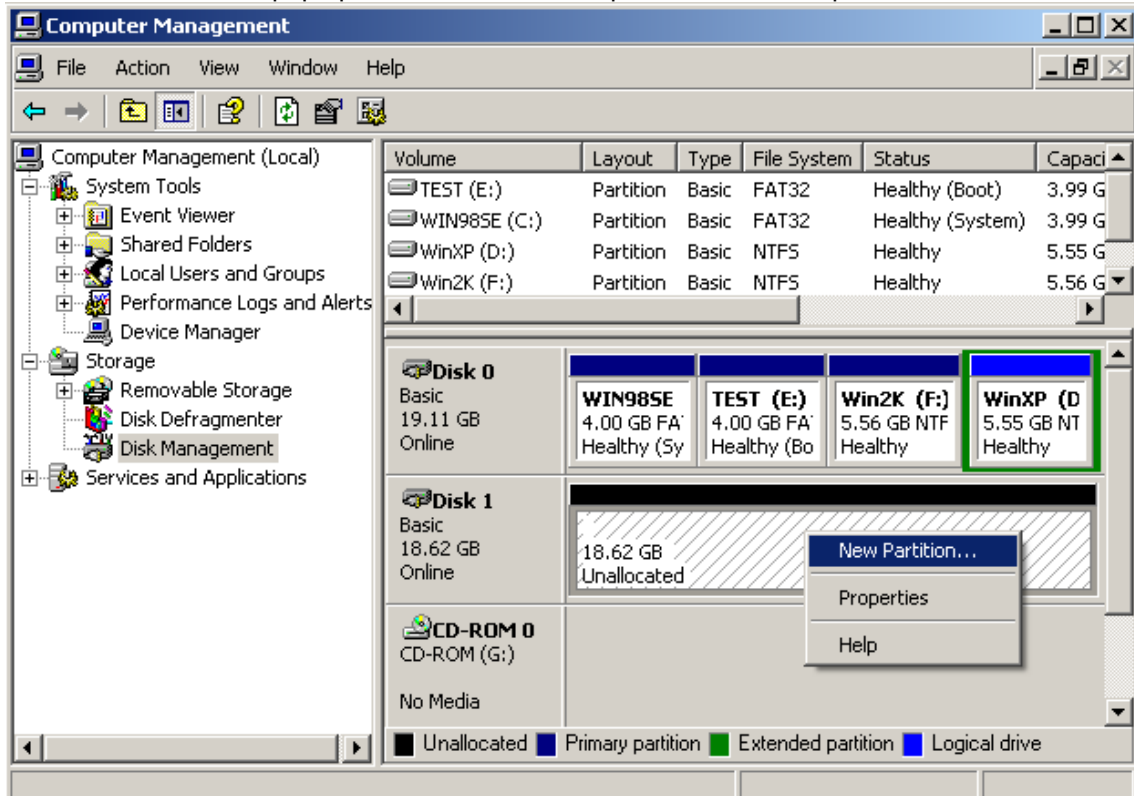 Computer Management
File Action View Window Help
Computer Management (Local)
System Tools
Event Viewer
Shared Folders
Local Users and Groups
Performance Logs and Alerts
Device Manager
Storage
Removable Storage
Disk Defragmenter
Disk Management
Services and Applications
Volume Layout Type File System Status Capaci
TEST (E:) Partition Basic FAT32 Healthy (Boot) 3.99 G
WIN98SE (C:) Partition Basic FAT32 Healthy (System) 3.99 G
WinXP (D:) Partition Basic NTFS Healthy 5.55 G
Win2K (F:) Partition Basic NTFS Healthy 5.56 G
Disk 0
Basic
19.11 GB
Online
WIN98SE
4.00 GB FA
Healthy (Sy
TEST (E:)
4.00 GB FA
Healthy (Bo
Win2K (F:)
5.56 GB NTF
Healthy
WinXP (D
5.55 GB NT
Healthy
Disk 1
Basic
18.62 GB
Online
18.62 GB
Unallocated
New Partition...
Properties
Help
CD-ROM 0
CD-ROM (G:)
No Media
Unallocated Primary partition Extended partition Logical drive